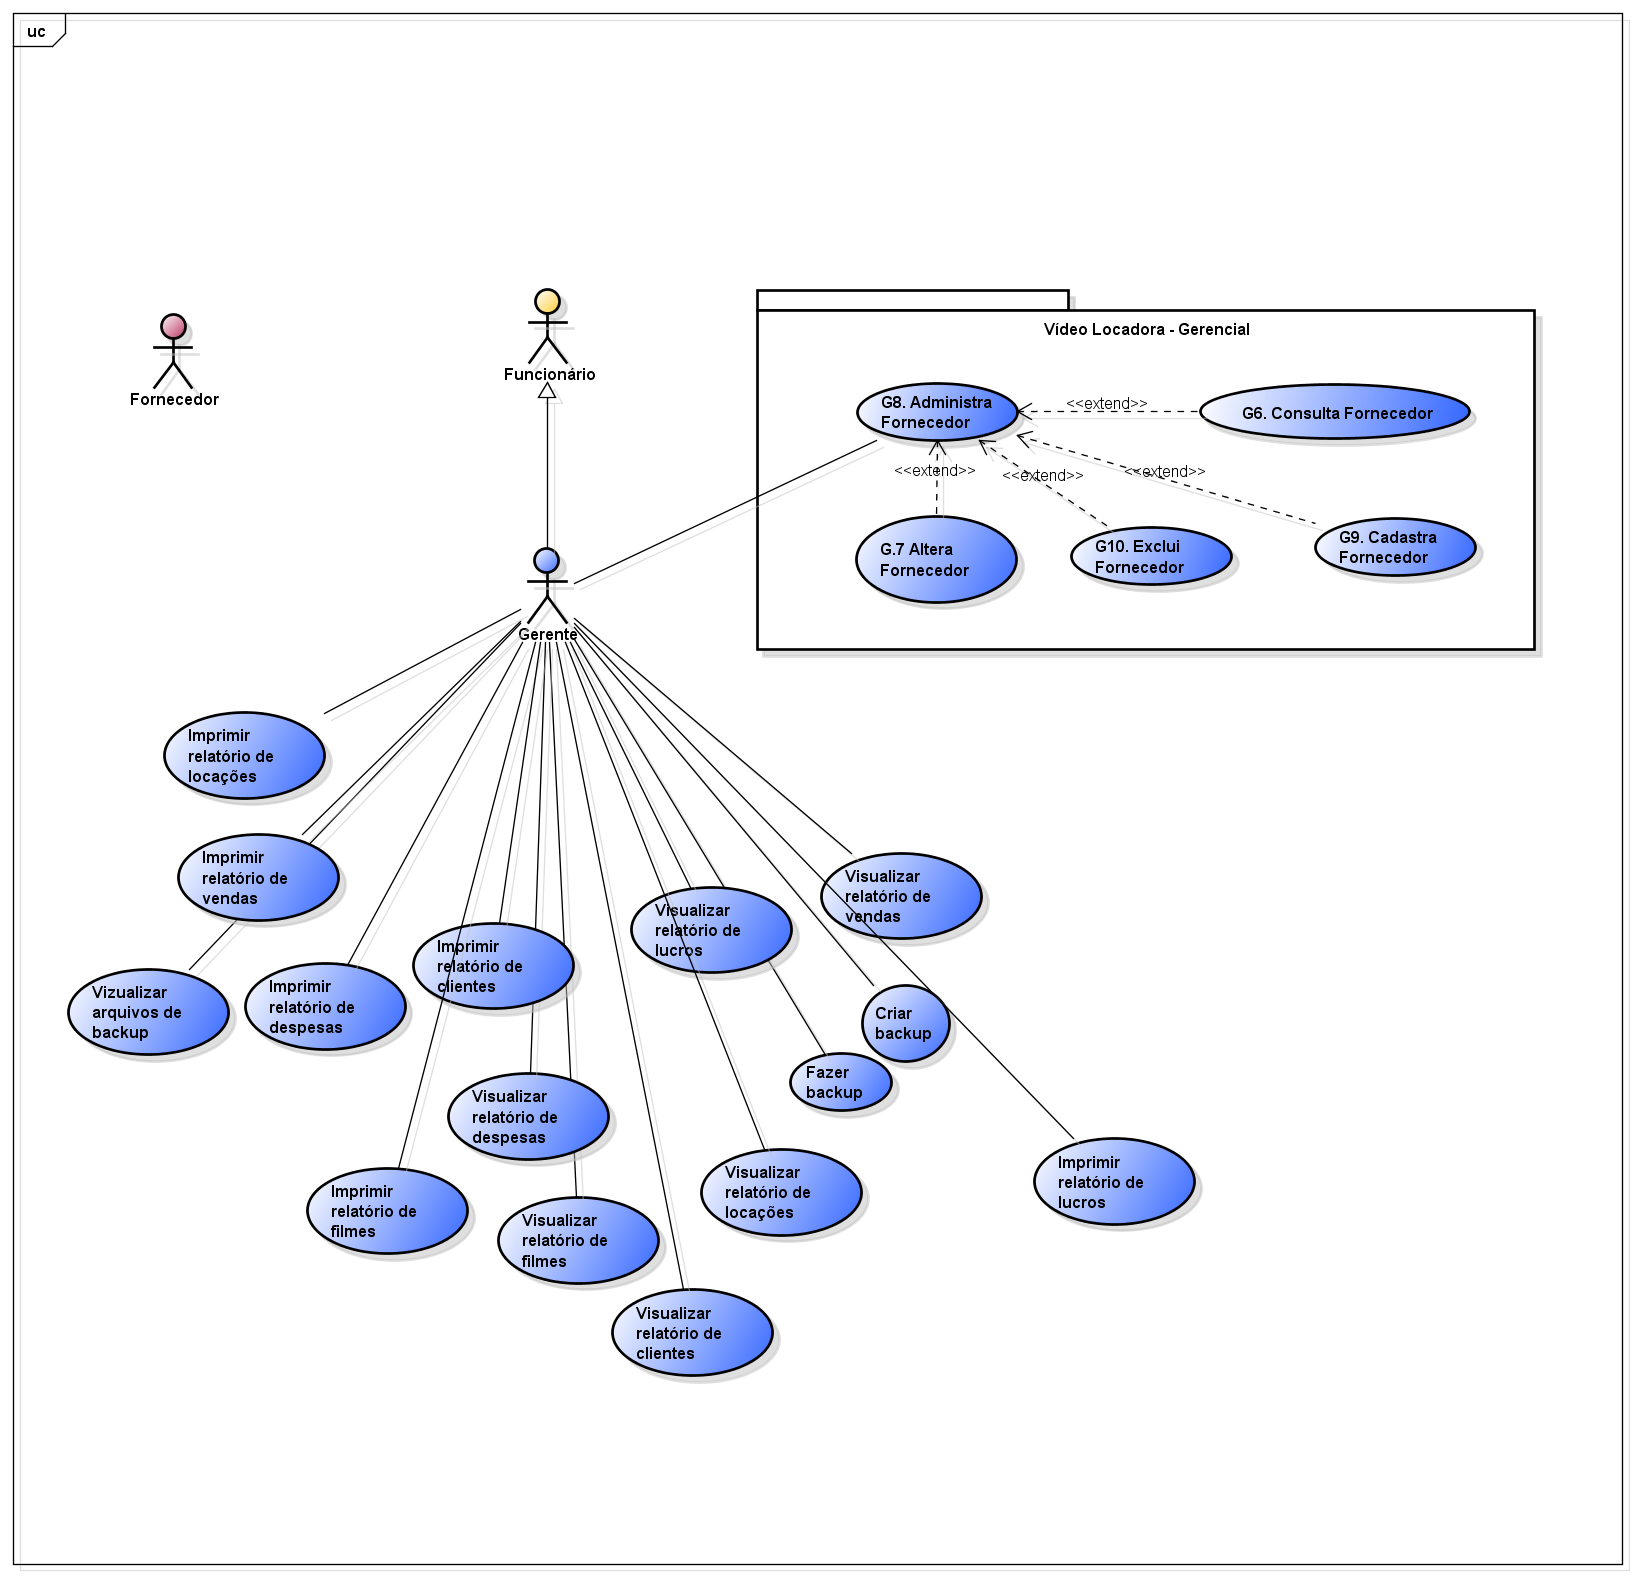 uc
Fornecedor
Funcionário
Vídeo Locadora - Gerencial
G8. Administra
Fornecedor
<<extend>>
G6. Consulta Fornecedor
<<extend>>
<<extend>>
<<extend>>
G.7 Altera
Fornecedor
G10. Exclui
Fornecedor
G9. Cadastra
Fornecedor
Gerente
Imprimir
relatório de
locações
Imprimir
relatório de
vendas
Visualizar
relatório de
vendas
Visualizar
relatório de
lucros
Imprimir
relatório de
clientes
Vizualizar
arquivos de
backup
Imprimir
relatório de
despesas
Criar
backup
Fazer
backup
Visualizar
relatório de
despesas
Imprimir
relatório de
filmes
Visualizar
relatório de
locações
Imprimir
relatório de
lucros
Visualizar
relatório de
filmes
Visualizar
relatório de
clientes